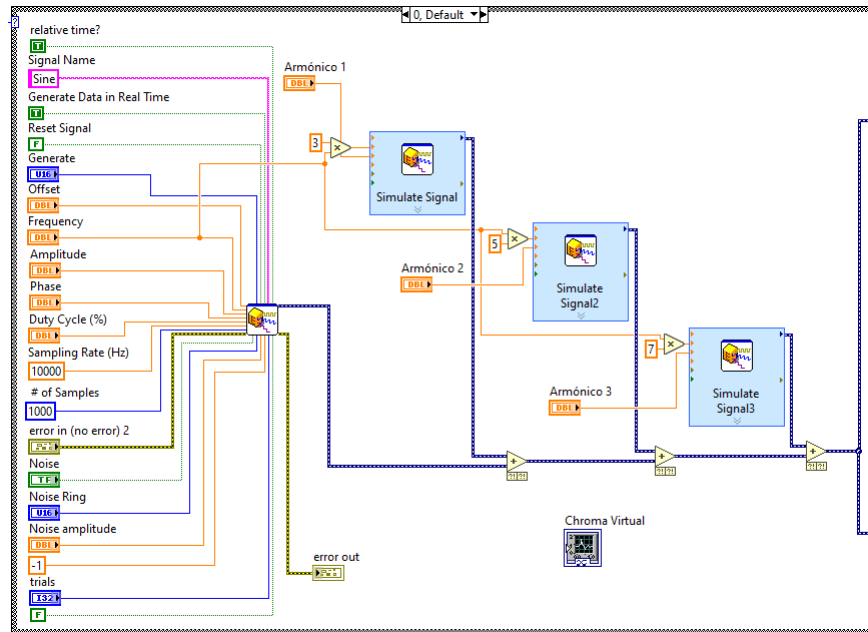 0, Default
?
relative time?
T
Signal Name
Sine
Generate Data in Real Time
T
Reset Signal
F
Generate
U16
Offset
DBL
Frequency
DBL
Amplitude
DBL
Phase
DBL
Duty Cycle (%)
DBL
Sampling Rate (Hz)
10000
# of Samples
1000
error in (no error) 2
Noise
TF
Noise Ring
U16
Noise amplitude
DBL
-1
trials
I32
F
error out
Armónico 1
DBL
3
×
Simulate Signal
Armónico 2
DBL
5
×
Simulate
Signal2
Armónico 3
DBL
7
×
Simulate
Signal3
+
?!?!
+
?!?!
+
?!?!
Chroma Virtual